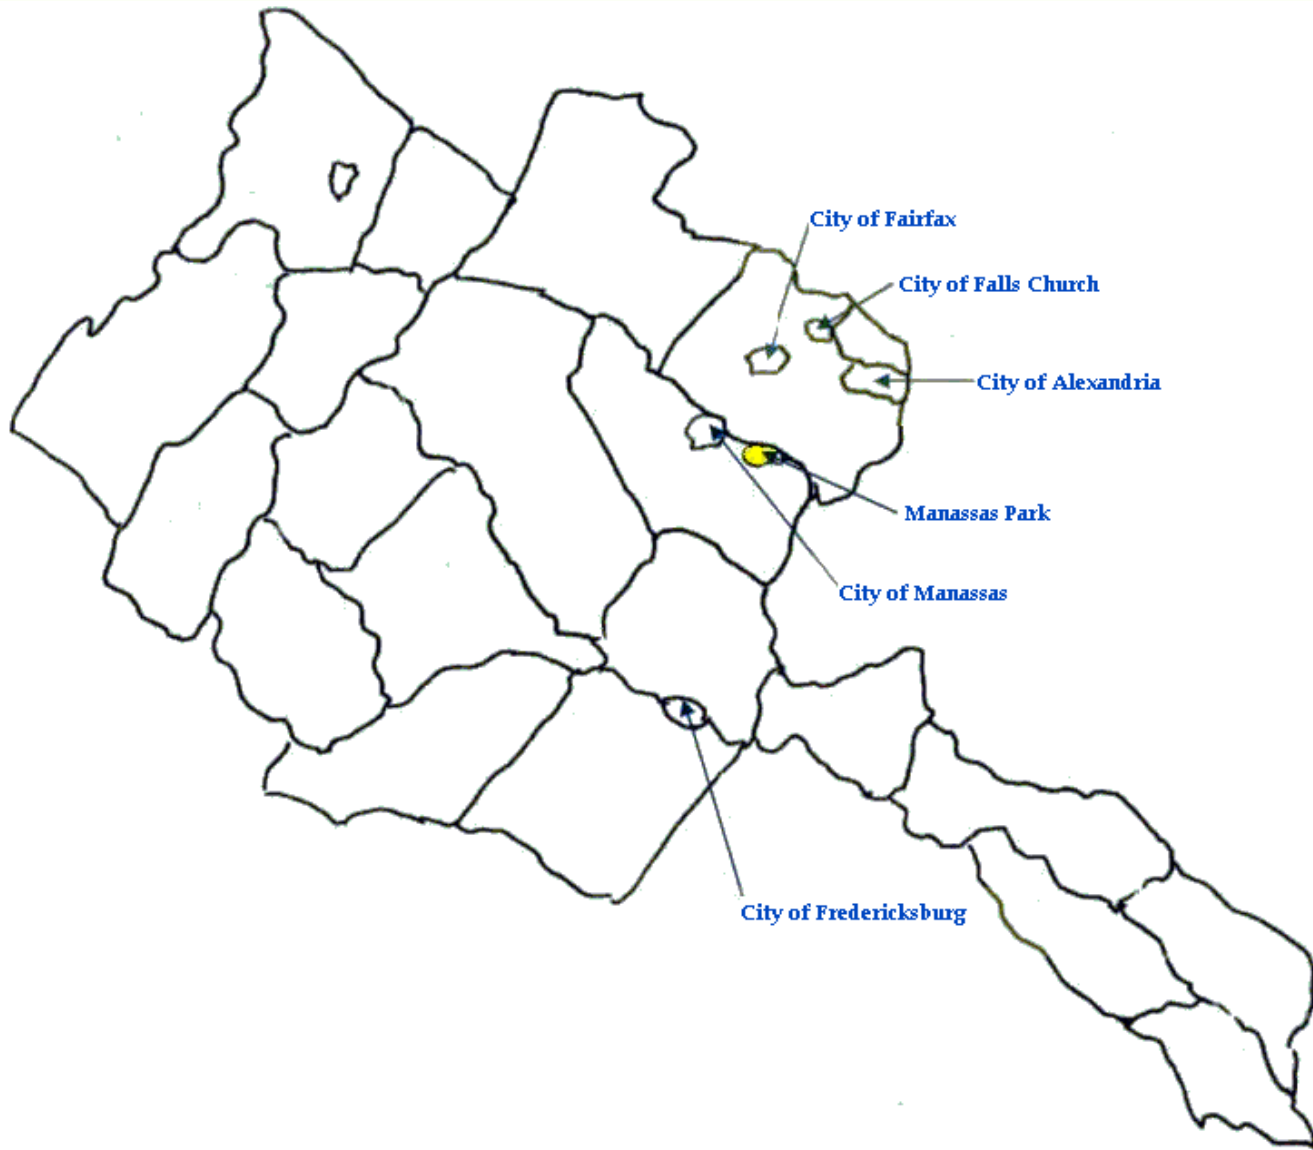 City of Fairfax
City of Falls Church
City of Alexandria
Manassas Park
City of Manassas
City of Fredericksburg